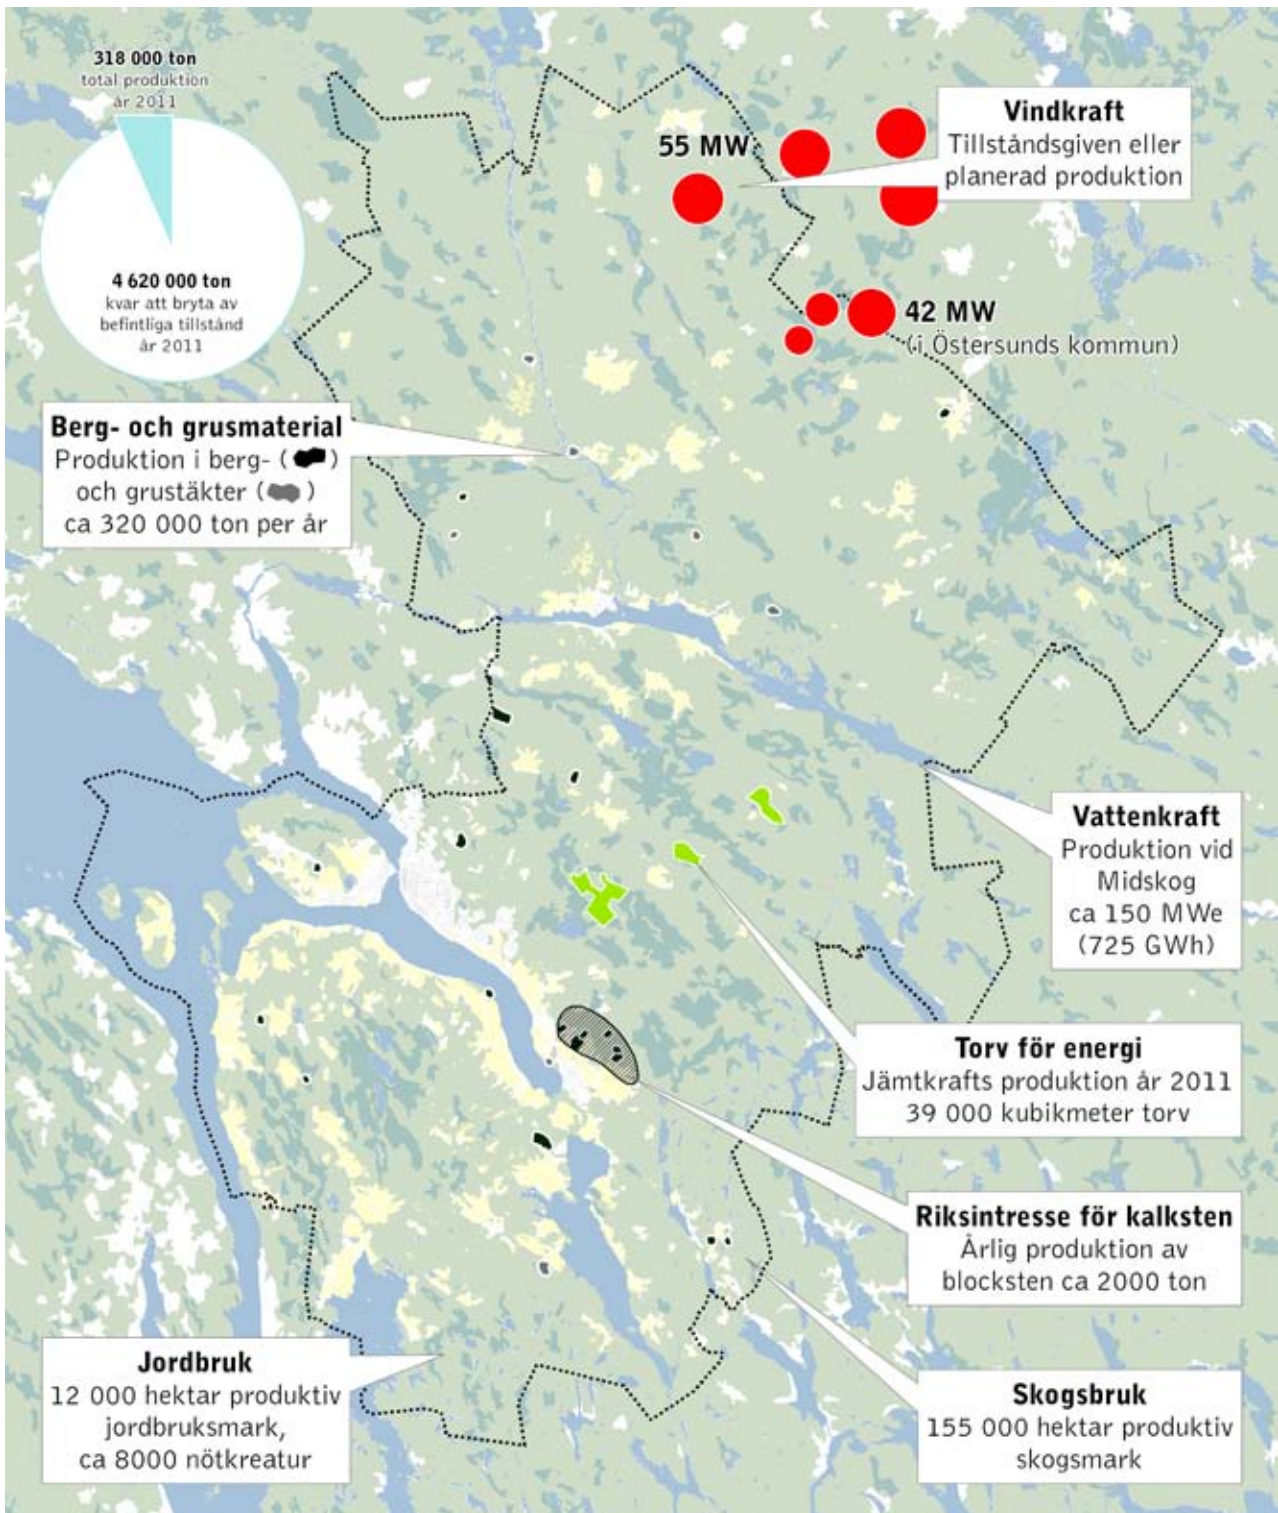 318 000 ton
total produktion
år 2011
4 620 000 ton
kvar att bryta av
befintliga tillstånd
år 2011
55 MW
Vindkraft
Tillståndsgiven eller
planerad produktion
42 MW
(i Östersunds kommun)
Berg- och grusmaterial
Produktion i berg- ( )
och grustäkter ( )
ca 320 000 ton per år
Vattenkraft
Produktion vid
Midskog
ca 150 MWe
(725 GWh)
Torv för energi
Jämtkrafts produktion år 2011
39 000 kubikmeter torv
Riksintresse för kalksten
Årlig produktion av
blocksten ca 2000 ton
Jordbruk
12 000 hektar produktiv
jordbruksmark,
ca 8000 nötkreatur
Skogsbruk
155 000 hektar produktiv
skogsmark